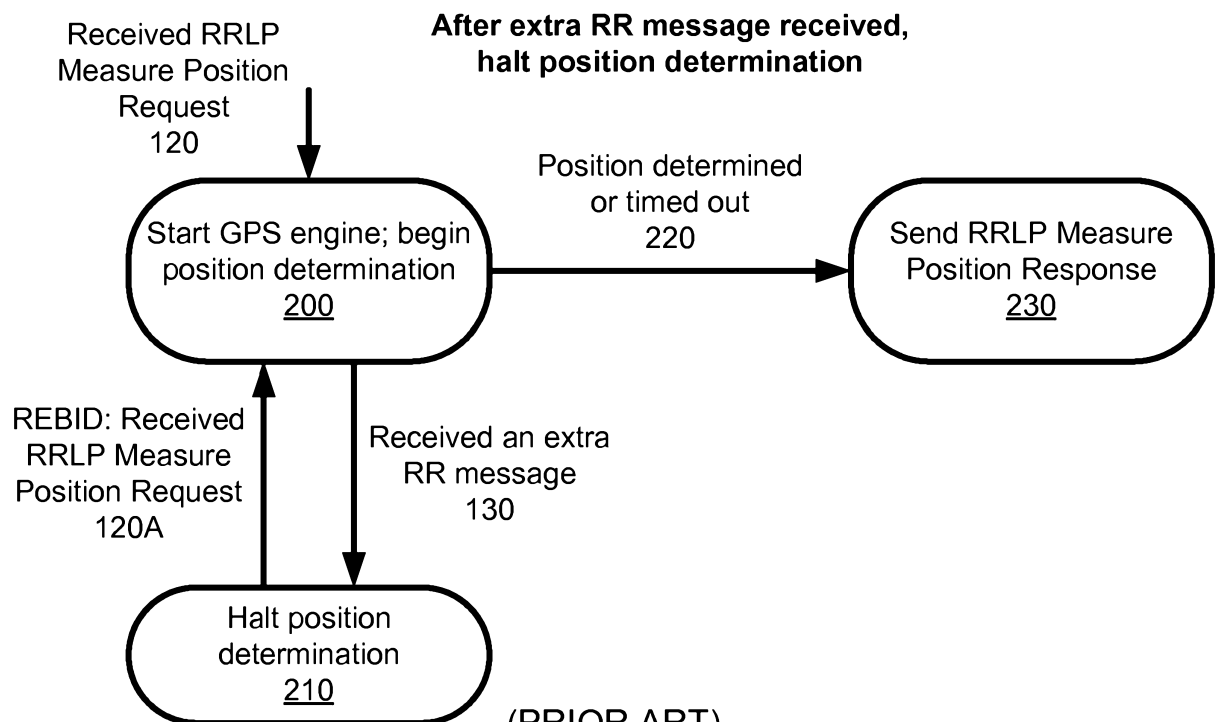 After extra RR message received,
halt position determination
Received RRLP
Measure Position
Request
120
Position determined
or timed out
220
Start GPS engine; begin
position determination
200
Send RRLP Measure
Position Response
230
REBID: Received
RRLP Measure
Position Request
120A
Received an extra
RR message
130
Halt position
determination
210
(PRIOR ART)